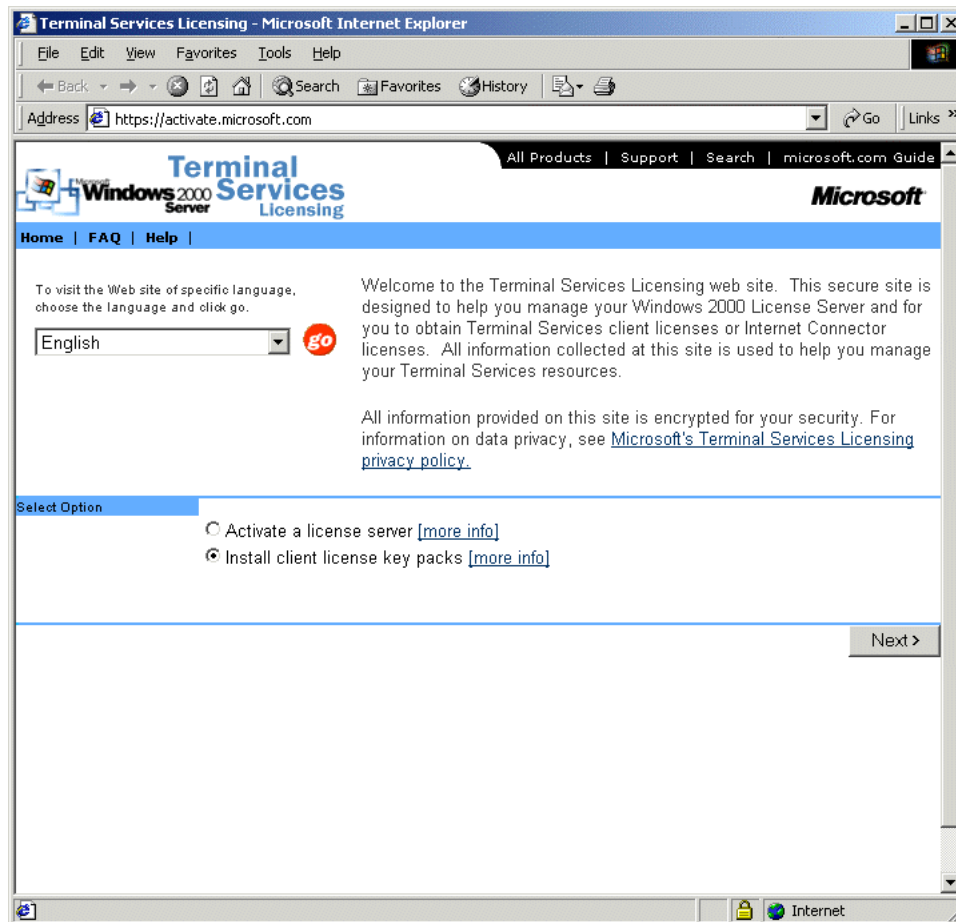 Terminal Services Licensing - Microsoft Internet Explorer
File Edit View Favorites Tools Help
Back Search Favorites History
Address https://activate.microsoft.com Go Links »
All Products | Support | Search | microsoft.com Guide
Microsoft
Windows 2000
Server
Terminal
Services
Licensing
Microsoft
Home | FAQ | Help |
To visit the Web site of specific language,
choose the language and click go.
English go
Welcome to the Terminal Services Licensing web site. This secure site is
designed to help you manage your Windows 2000 License Server and for
you to obtain Terminal Services client licenses or Internet Connector
licenses. All information collected at this site is used to help you manage
your Terminal Services resources.
All information provided on this site is encrypted for your security. For
information on data privacy, see Microsoft's Terminal Services Licensing
privacy policy.
Select Option
Activate a license server [more info]
Install client license key packs [more info]
Next >
Internet